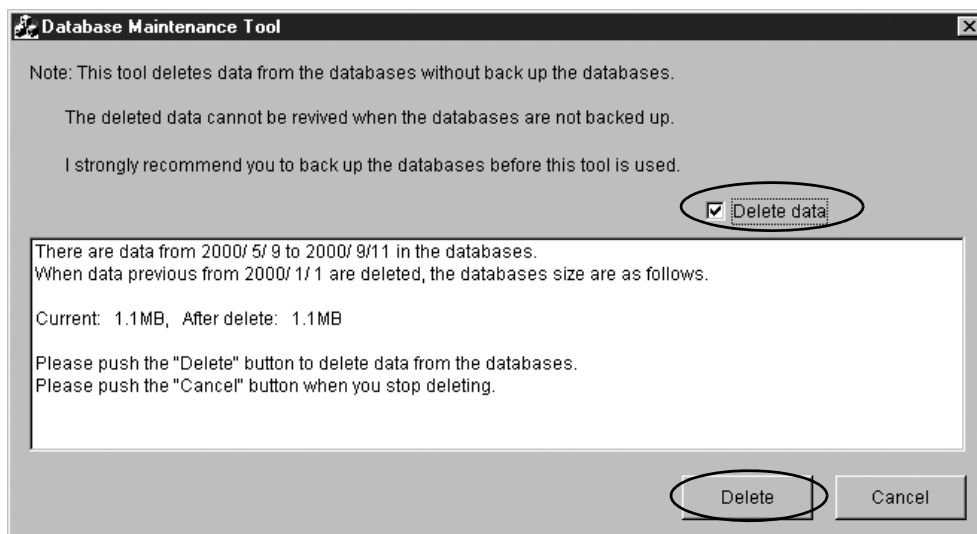 Database Maintenance Tool
Note: This tool deletes data from the databases without back up the databases.
The deleted data cannot be revived when the databases are not backed up.
I strongly recommend you to back up the databases before this tool is used.
Delete data
There are data from 2000/ 5/ 9 to 2000/ 9/11 in the databases.
When data previous from 2000/ 1/ 1 are deleted, the databases size are as follows.
Current: 1.1MB, After delete: 1.1MB
Please push the "Delete" button to delete data from the databases.
Please push the "Cancel" button when you stop deleting.
Delete Cancel